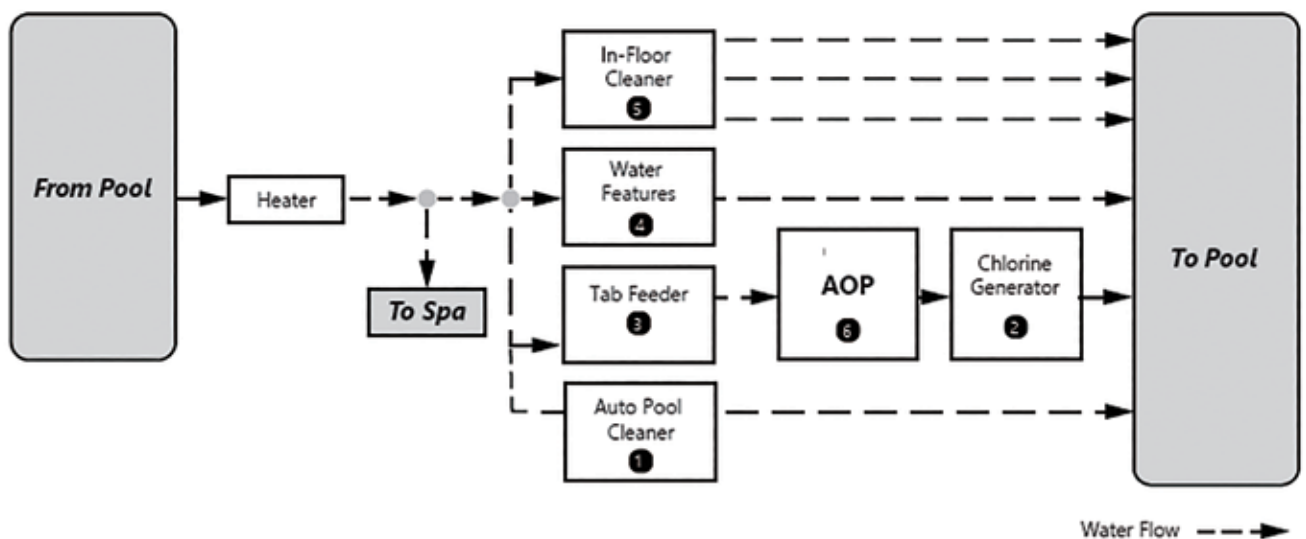 From Pool
Heater
To Spa
In-Floor
Cleaner
5
Water
Features
4
Tab Feeder
3
Auto Pool
Cleaner
1
AOP
6
Chlorine
Generator
2
To Pool
Water Flow